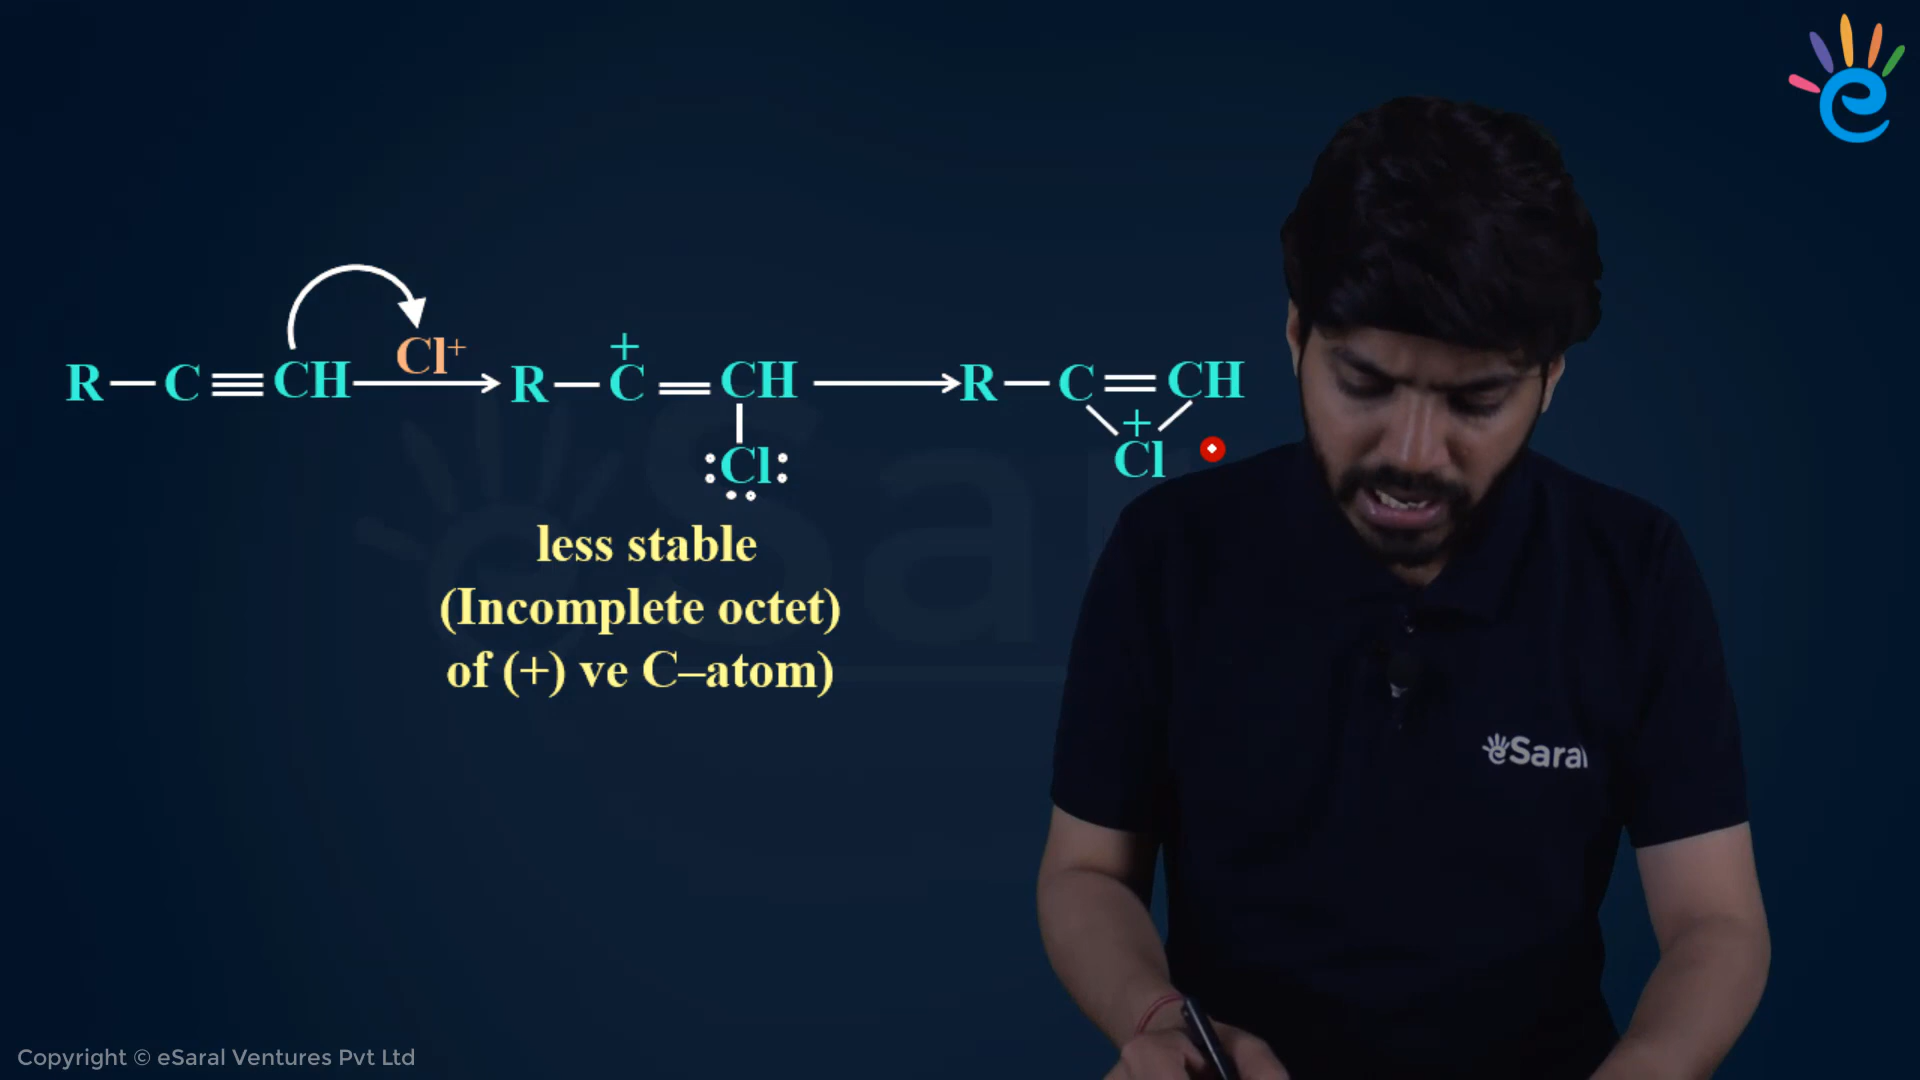 R—C≡CH —Cl⁺→ R—C⁺=CH —→ R—C=CH
:Cl: +Cl
less stable
(Incomplete octet)
of (+) ve C–atom)
eSaral
Copyright © eSaral Ventures Pvt Ltd